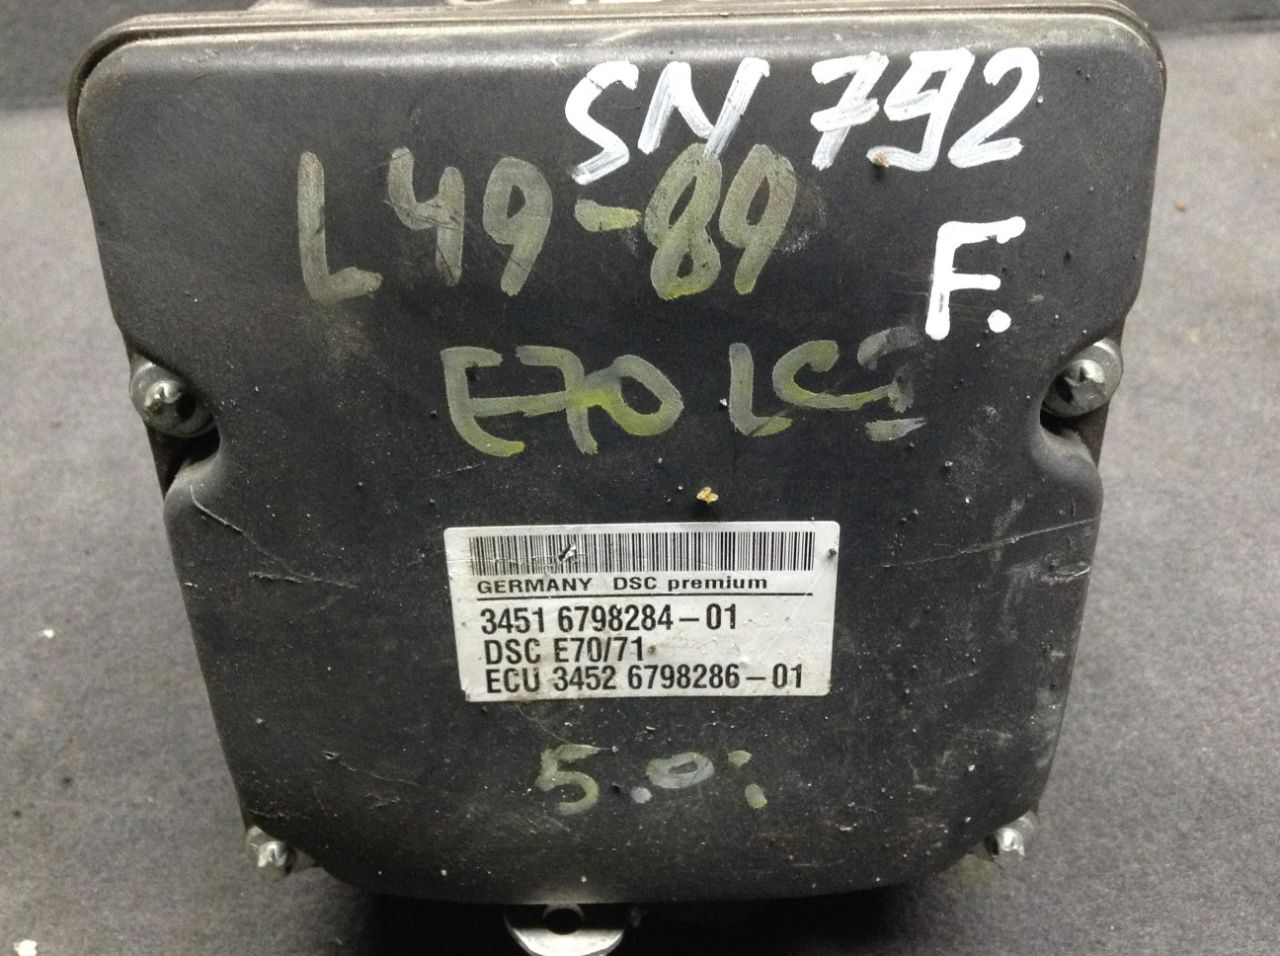 SN 792
L49-89
F.
E70 LCI
GERMANY DSC premium
3451 6798284-01
DSC E70/71
ECU 3452 6798286-01
5.0i